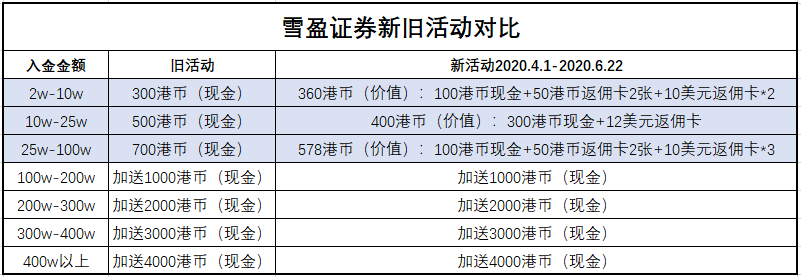 雪盈证券新旧活动对比
入金金额 旧活动 新活动2020.4.1-2020.6.22
2w-10w 300港币（现金） 360港币（价值）：100港币现金+50港币返佣卡2张+10美元返佣卡*2
10w-25w 500港币（现金） 400港币（价值）：300港币现金+12美元返佣卡
25w-100w 700港币（现金） 578港币（价值）：100港币现金+50港币返佣卡2张+10美元返佣卡*3
100w-200w 加送1000港币（现金） 加送1000港币（现金）
200w-300w 加送2000港币（现金） 加送2000港币（现金）
300w-400w 加送3000港币（现金） 加送3000港币（现金）
400w以上 加送4000港币（现金） 加送4000港币（现金）